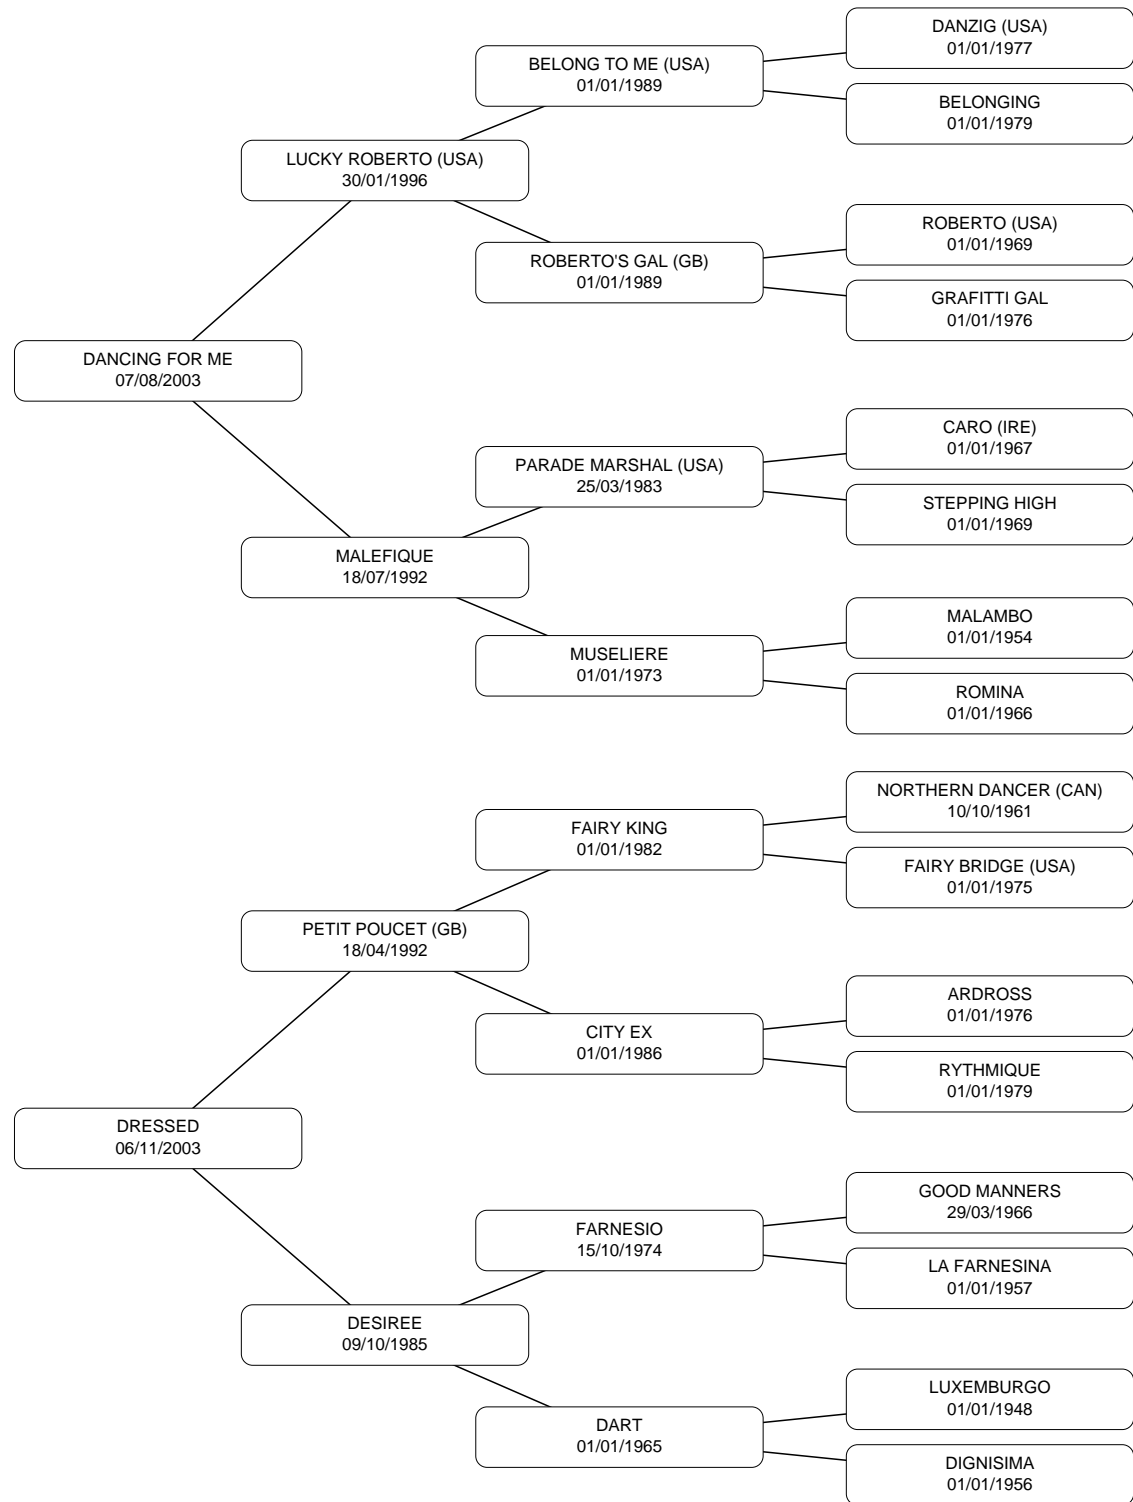 DANZIG (USA)
01/01/1977
BELONG TO ME (USA)
01/01/1989
BELONGING
01/01/1979
LUCKY ROBERTO (USA)
30/01/1996
ROBERTO (USA)
01/01/1969
ROBERTO'S GAL (GB)
01/01/1989
GRAFITTI GAL
01/01/1976
DANCING FOR ME
07/08/2003
CARO (IRE)
01/01/1967
PARADE MARSHAL (USA)
25/03/1983
STEPPING HIGH
01/01/1969
MALEFIQUE
18/07/1992
MALAMBO
01/01/1954
MUSELIERE
01/01/1973
ROMINA
01/01/1966
NORTHERN DANCER (CAN)
10/10/1961
FAIRY KING
01/01/1982
FAIRY BRIDGE (USA)
01/01/1975
PETIT POUCET (GB)
18/04/1992
ARDROSS
01/01/1976
CITY EX
01/01/1986
RYTHMIQUE
01/01/1979
DRESSED
06/11/2003
GOOD MANNERS
29/03/1966
FARNESIO
15/10/1974
LA FARNESINA
01/01/1957
DESIREE
09/10/1985
LUXEMBURGO
01/01/1948
DART
01/01/1965
DIGNISIMA
01/01/1956